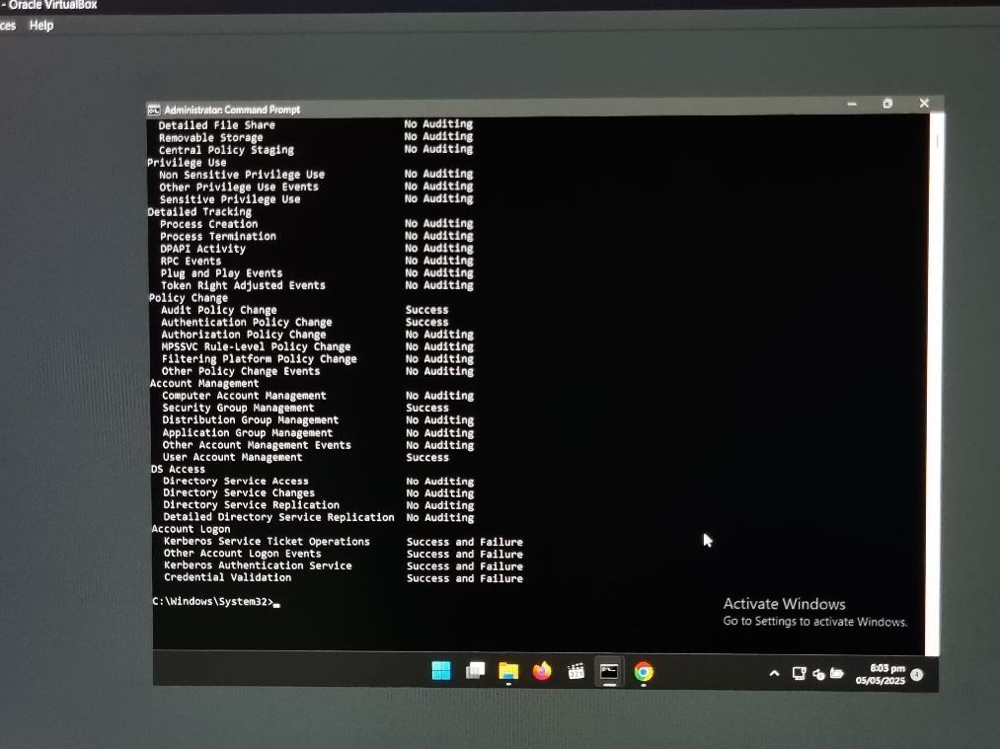 - Oracle VirtualBox
ces Help
Administrator: Command Prompt
Detailed File Share No Auditing
Removable Storage No Auditing
Central Policy Staging No Auditing
Privilege Use
Non Sensitive Privilege Use No Auditing
Other Privilege Use Events No Auditing
Sensitive Privilege Use No Auditing
Detailed Tracking
Process Creation No Auditing
Process Termination No Auditing
DPAPI Activity No Auditing
RPC Events No Auditing
Plug and Play Events No Auditing
Token Right Adjusted Events No Auditing
Policy Change
Audit Policy Change Success
Authentication Policy Change Success
Authorization Policy Change No Auditing
MPSSVC Rule-Level Policy Change No Auditing
Filtering Platform Policy Change No Auditing
Other Policy Change Events No Auditing
Account Management
Computer Account Management No Auditing
Security Group Management Success
Distribution Group Management No Auditing
Application Group Management No Auditing
Other Account Management Events No Auditing
User Account Management Success
DS Access
Directory Service Access No Auditing
Directory Service Changes No Auditing
Directory Service Replication No Auditing
Detailed Directory Service Replication No Auditing
Account Logon
Kerberos Service Ticket Operations Success and Failure
Other Account Logon Events Success and Failure
Kerberos Authentication Service Success and Failure
Credential Validation Success and Failure
C:\Windows\System32>
Activate Windows
Go to Settings to activate Windows.
8:03 pm
05/05/2025
4